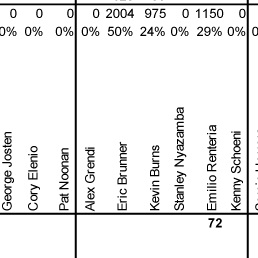 0 0 0 0 2004 975 0 1150 0
0% 0% 0% 50% 24% 0% 29% 0%
George Josten
Cory Elenio
Pat Noonan
Alex Grendi
Eric Brunner
Kevin Burns
Stanley Nyazamba
Emilio Renteria
Kenny Schoeni
72